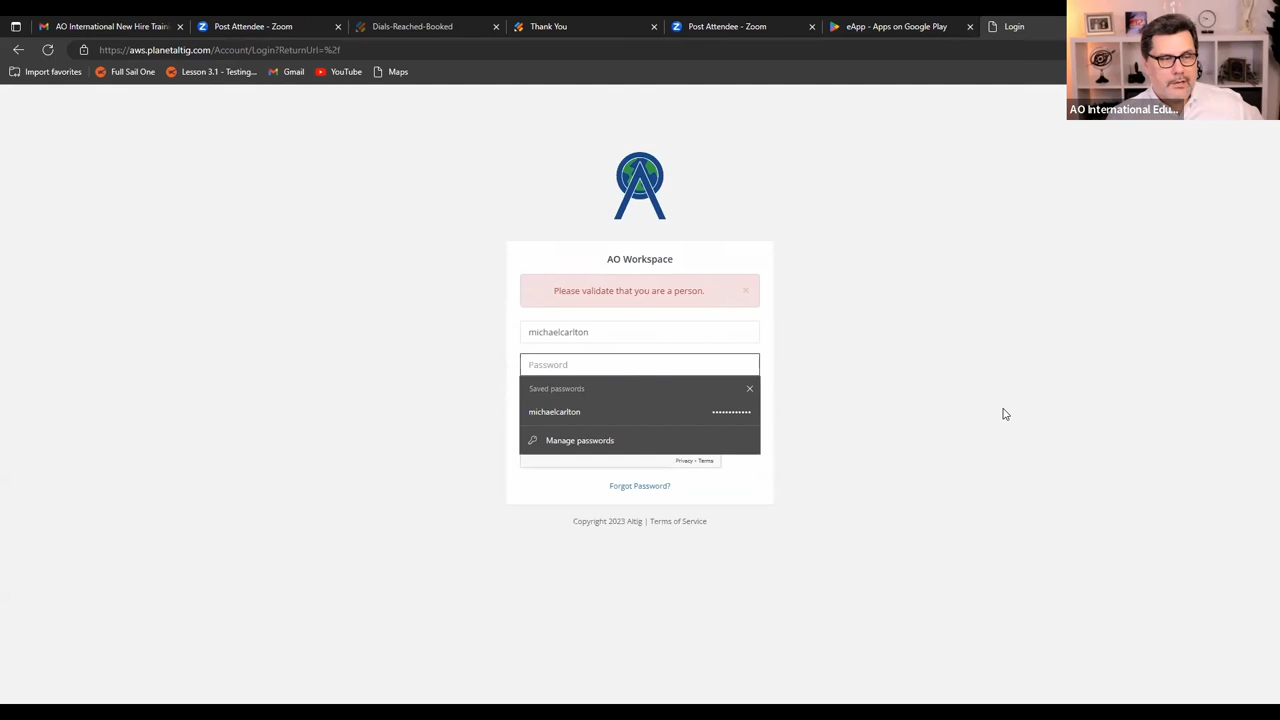 AO International New Hire Traini
Post Attendee - Zoom
Dials-Reached-Booked
Thank You
Post Attendee - Zoom
eApp - Apps on Google Play
Login
https://aws.planetaltig.com/Account/Login?ReturnUrl=%2f
Import favorites
Full Sail One
Lesson 3.1 - Testing...
Gmail
YouTube
Maps
AO International Edu...
AO Workspace
Please validate that you are a person.
michaelcarlton
Password
Saved passwords
michaelcarlton ••••••••••••
Manage passwords
Privacy - Terms
Forgot Password?
Copyright 2023 Altig | Terms of Service